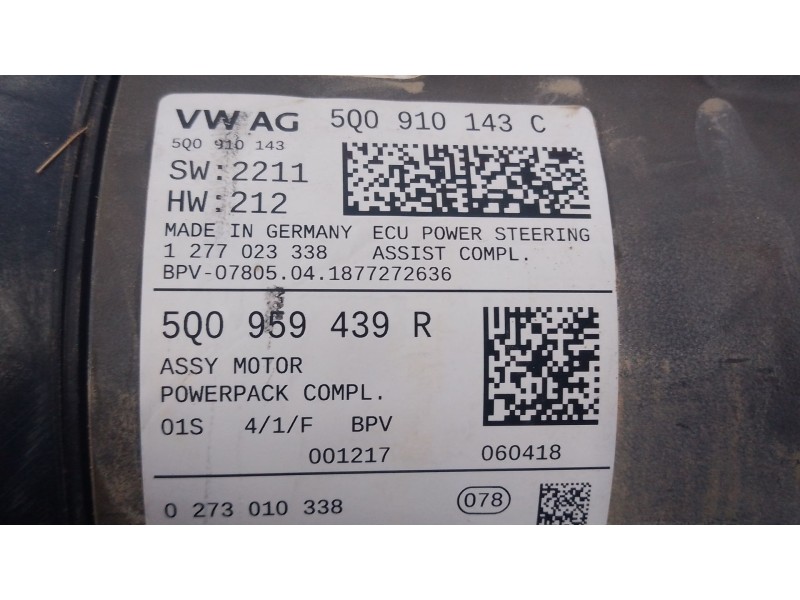 VW AG 5Q0 910 143 C
5Q0 910 143
SW:2211
HW:212
MADE IN GERMANY ECU POWER STEERING
1 277 023 338 ASSIST COMPL.
BPV-07805.04.1877272636
5Q0 959 439 R
ASSY MOTOR
POWERPACK COMPL.
01S 4/1/F BPV
001217 060418
0 273 010 338 078